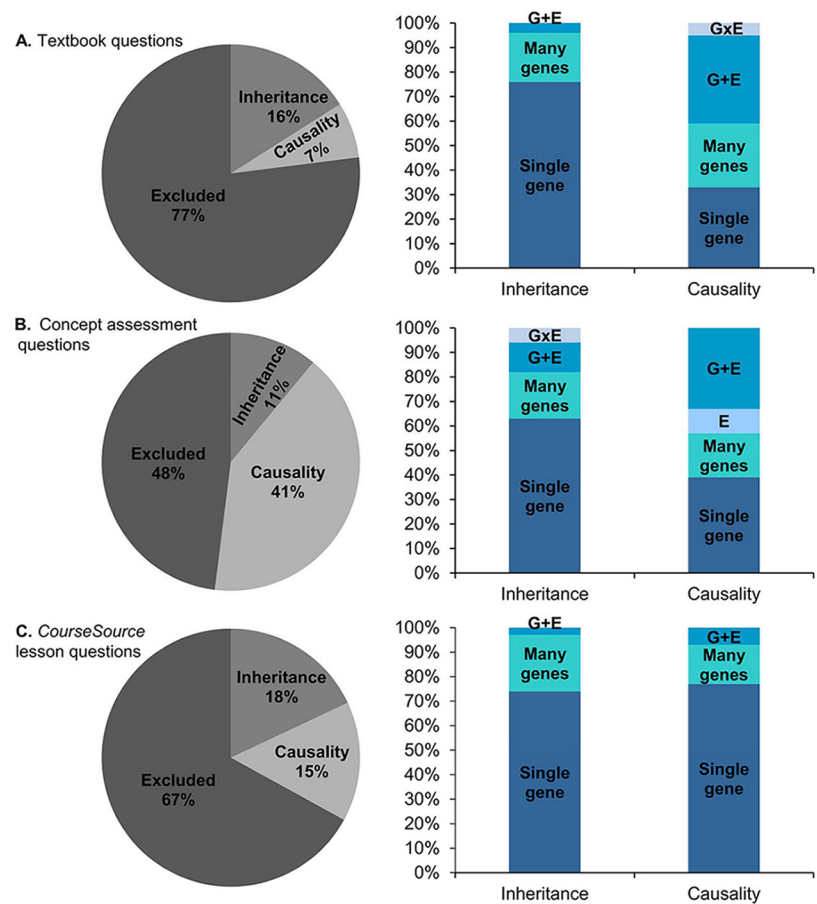 A. Textbook questions
Inheritance
16%
Causality
7%
Excluded
77%
100%
90%
80%
70%
60%
50%
40%
30%
20%
10%
0%
G+E
Many
genes
Single
gene
GxE
G+E
Many
genes
Single
gene
Inheritance
Causality
B. Concept assessment
questions
Inheritance
11%
Excluded
48%
Causality
41%
100%
90%
80%
70%
60%
50%
40%
30%
20%
10%
0%
GxE
G+E
Many
genes
Single
gene
G+E
E
Many
genes
Single
gene
Inheritance
Causality
C. CourseSource
lesson questions
Inheritance
18%
Causality
15%
Excluded
67%
100%
90%
80%
70%
60%
50%
40%
30%
20%
10%
0%
G+E
Many
genes
Single
gene
G+E
Many
genes
Single
gene
Inheritance
Causality